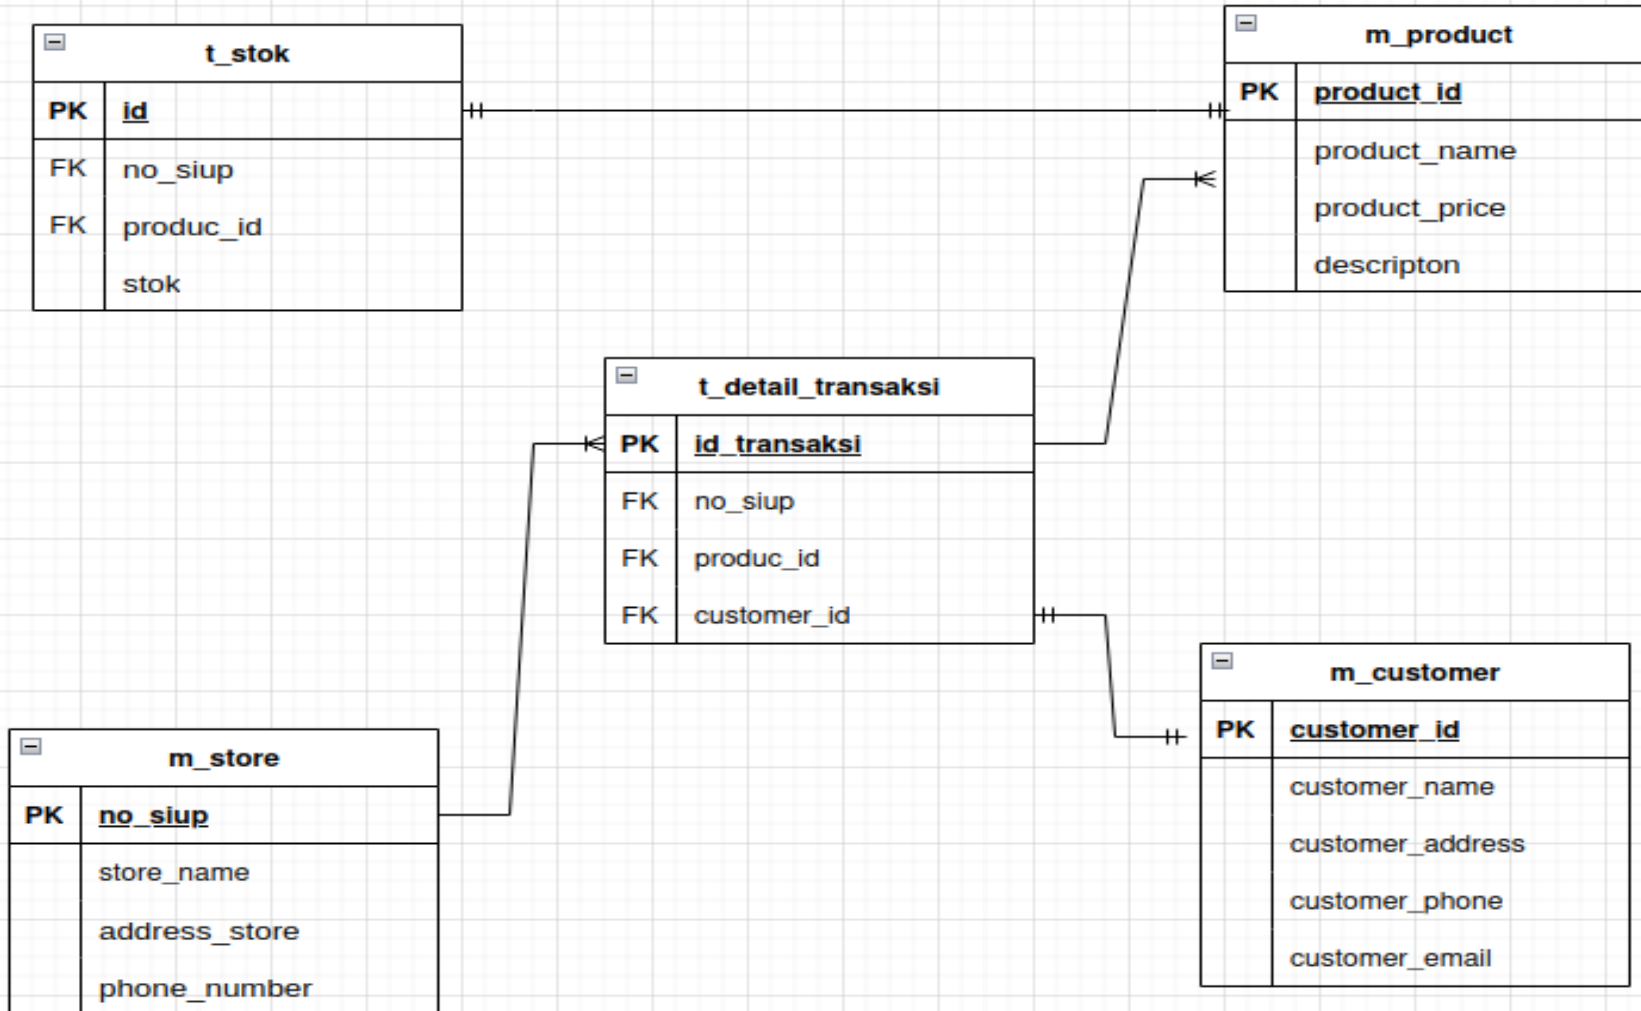 t_stok
PK id
FK no_siup
FK produc_id
stok
m_product
PK product_id
product_name
product_price
descripton
t_detail_transaksi
PK id_transaksi
FK no_siup
FK produc_id
FK customer_id
m_store
PK no_siup
store_name
address_store
phone_number
m_customer
PK customer_id
customer_name
customer_address
customer_phone
customer_email